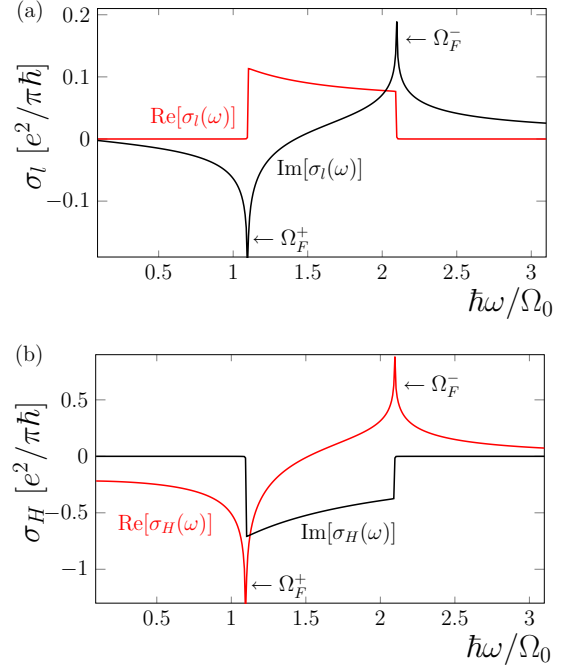 (a)
0.2
← Ω_F^-
0.1
Re[σ_l(ω)]
0
Im[σ_l(ω)]
−0.1
← Ω_F^+
σ_l [e^2/πħ]
0.5 1 1.5 2 2.5 3
ħω/Ω_0
(b)
← Ω_F^-
0.5
0
−0.5
Re[σ_H(ω)] Im[σ_H(ω)]
−1
← Ω_F^+
σ_H [e^2/πħ]
0.5 1 1.5 2 2.5 3
ħω/Ω_0